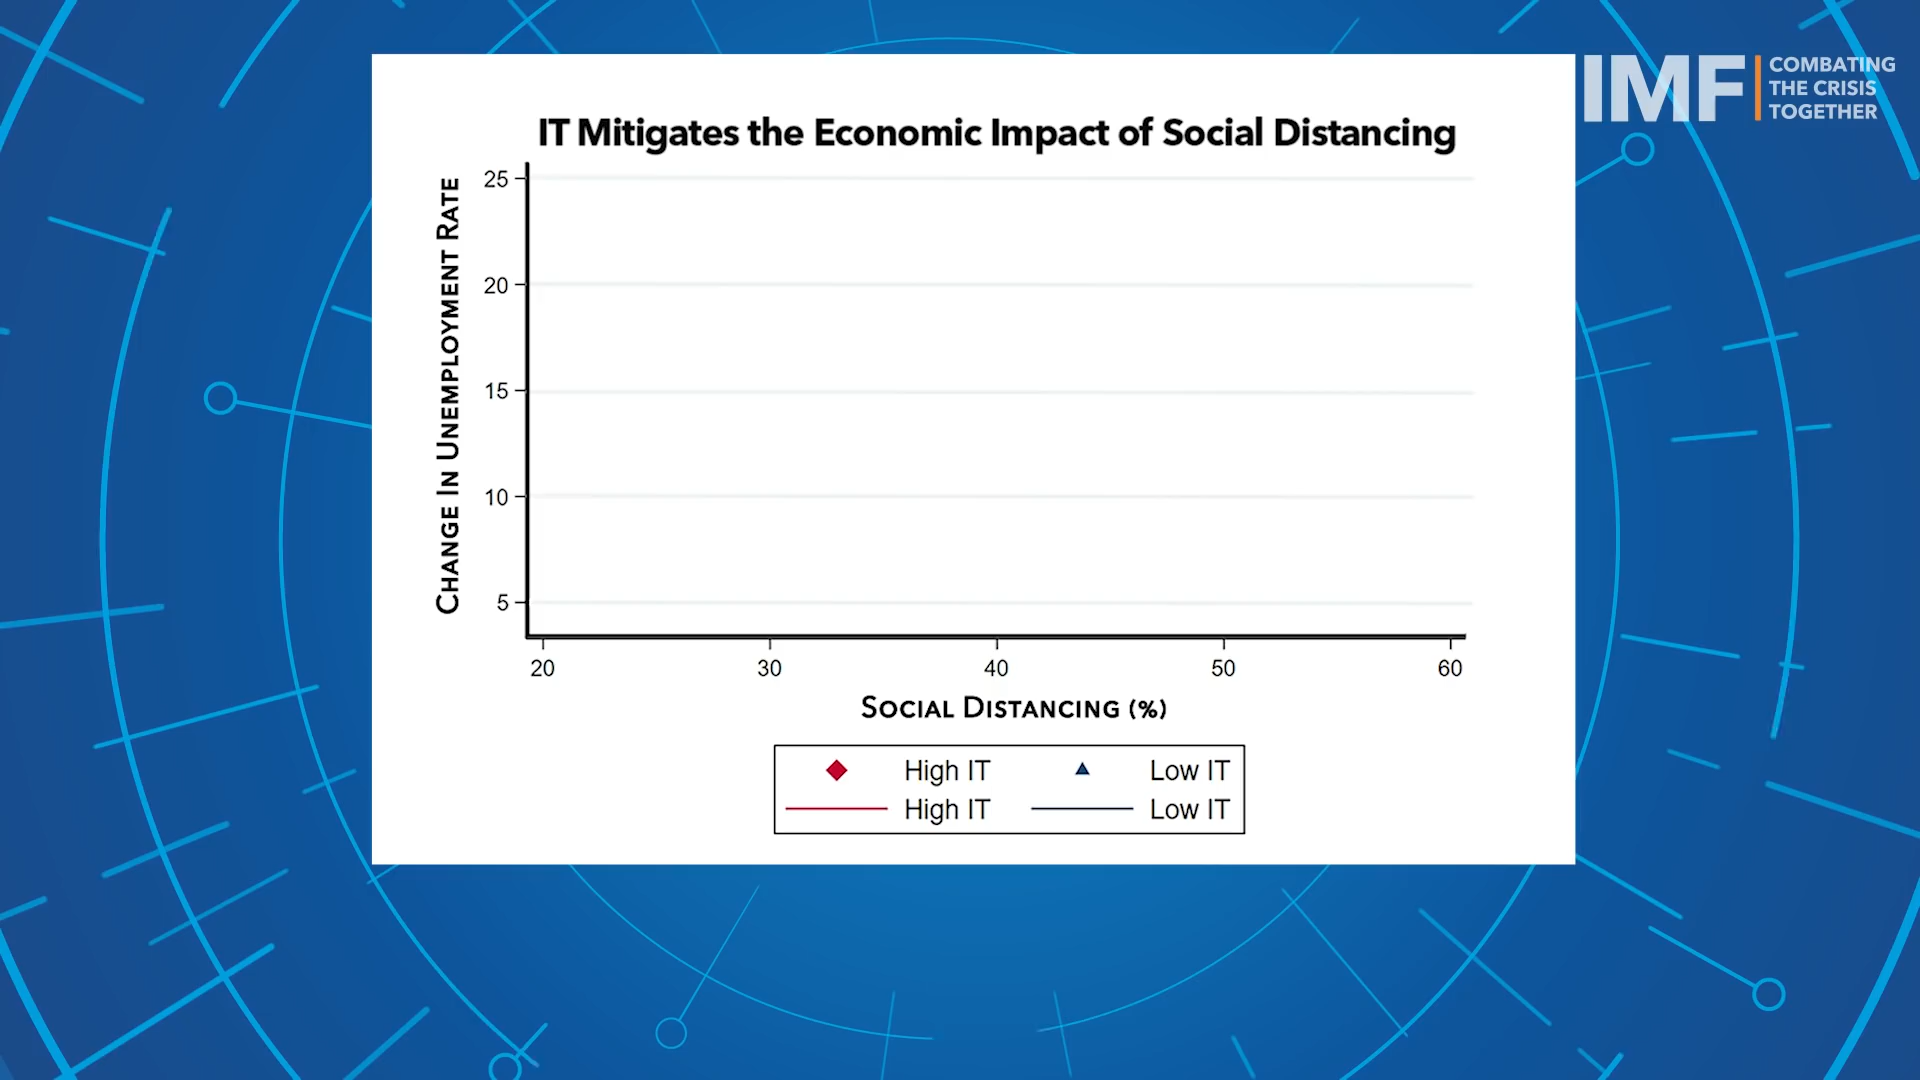 IMF
COMBATING
THE CRISIS
TOGETHER
IT Mitigates the Economic Impact of Social Distancing
CHANGE IN UNEMPLOYMENT RATE
25
20
15
10
5
20 30 40 50 60
SOCIAL DISTANCING (%)
High IT Low IT
High IT Low IT